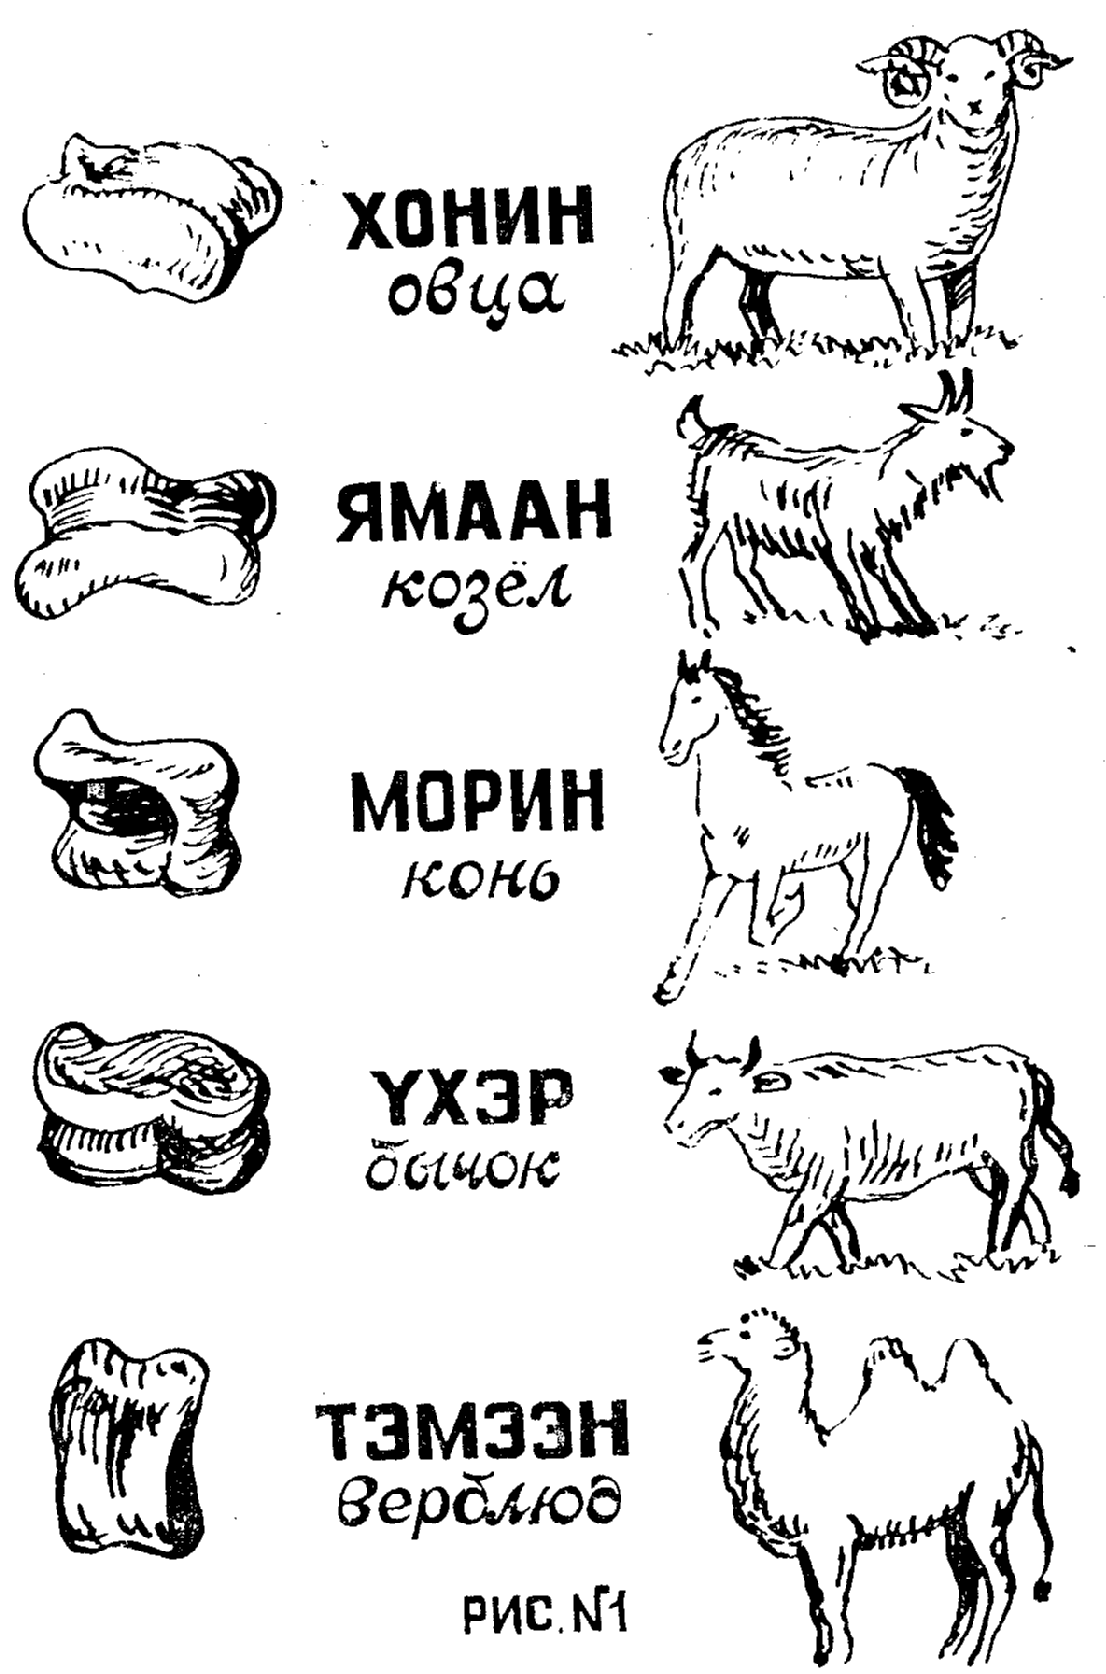 ХОНИН
овца
ЯМААН
козёл
МОРИН
конь
ҮХЭР
бычок
ТЭМЭЭН
верблюд
РИС. №1